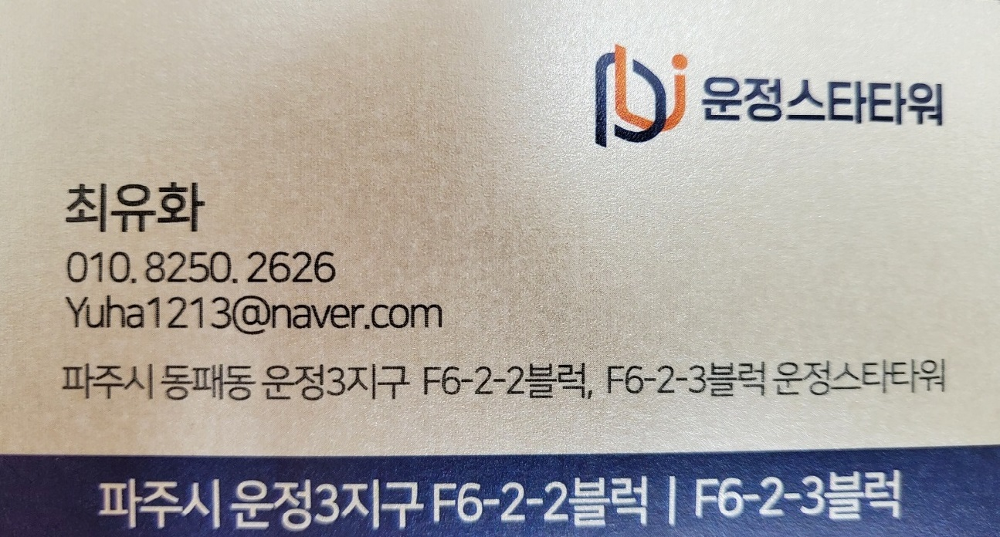 운정스타타워
최유화
010. 8250. 2626
Yuha1213@naver.com
파주시 동패동 운정3지구 F6-2-2블럭, F6-2-3블럭 운정스타타워
파주시 운정3지구 F6-2-2블럭 | F6-2-3블럭